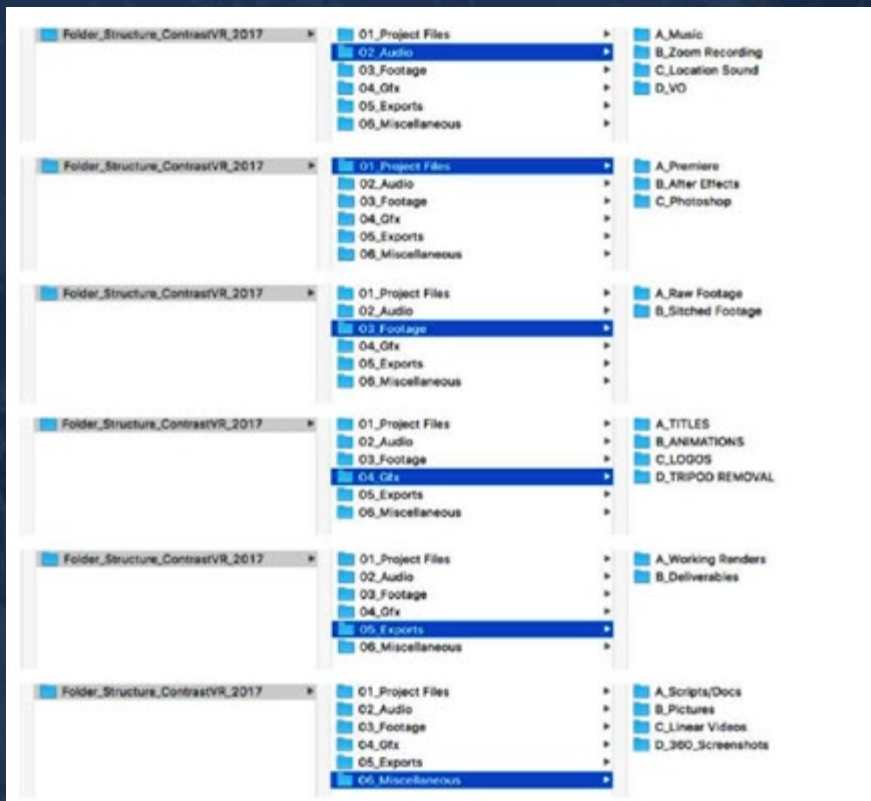 Folder_Structure_ContrastVR_2017 01_Project Files A_Music
02_Audio B_Zoom Recording
03_Footage C_Location Sound
04_Gfx D_VO
05_Exports
06_Miscellaneous
Folder_Structure_ContrastVR_2017 01_Project Files A_Premiere
02_Audio B_After Effects
03_Footage C_Photoshop
04_Gfx
05_Exports
06_Miscellaneous
Folder_Structure_ContrastVR_2017 01_Project Files A_Raw Footage
02_Audio B_Sitched Footage
03_Footage
04_Gfx
05_Exports
06_Miscellaneous
Folder_Structure_ContrastVR_2017 01_Project Files A_TITLES
02_Audio B_ANIMATIONS
03_Footage C_LOGOS
04_Gfx D_TRIPOD REMOVAL
05_Exports
06_Miscellaneous
Folder_Structure_ContrastVR_2017 01_Project Files A_Working Renders
02_Audio B_Deliverables
03_Footage
04_Gfx
05_Exports
06_Miscellaneous
Folder_Structure_ContrastVR_2017 01_Project Files A_Scripts/Docs
02_Audio B_Pictures
03_Footage C_Linear Videos
04_Gfx D_360_Screenshots
05_Exports
06_Miscellaneous